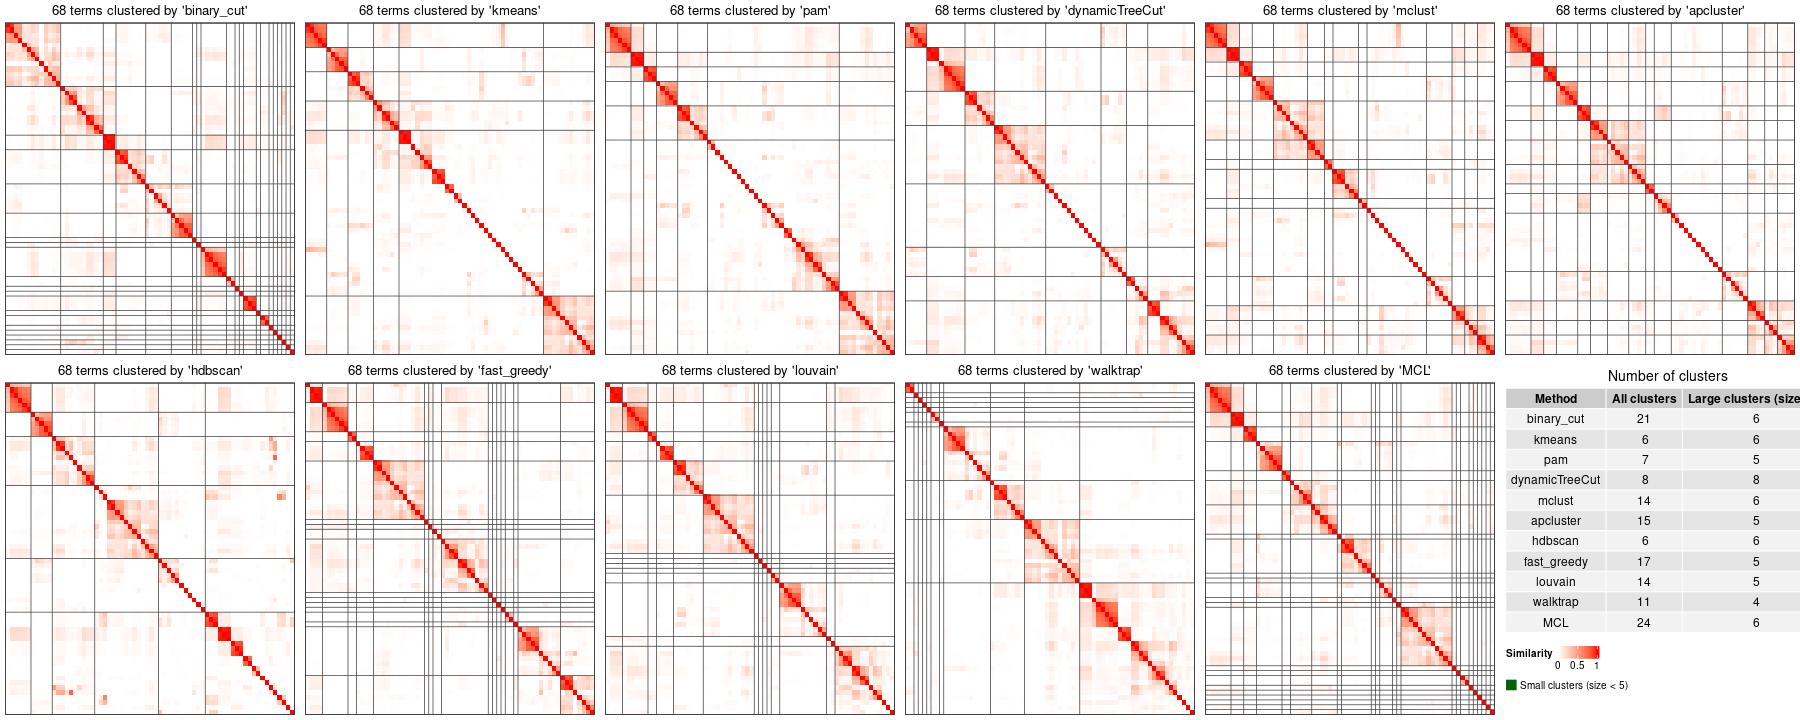 68 terms clustered by 'binary_cut'
68 terms clustered by 'kmeans'
68 terms clustered by 'pam'
68 terms clustered by 'dynamicTreeCut'
68 terms clustered by 'mclust'
68 terms clustered by 'apcluster'
68 terms clustered by 'hdbscan'
68 terms clustered by 'fast_greedy'
68 terms clustered by 'louvain'
68 terms clustered by 'walktrap'
68 terms clustered by 'MCL'
Number of clusters
Method All clusters Large clusters (size
binary_cut 21 6
kmeans 6 6
pam 7 5
dynamicTreeCut 8 8
mclust 14 6
apcluster 15 5
hdbscan 6 6
fast_greedy 17 5
louvain 14 5
walktrap 11 4
MCL 24 6
Similarity
0 0.5 1
Small clusters (size < 5)